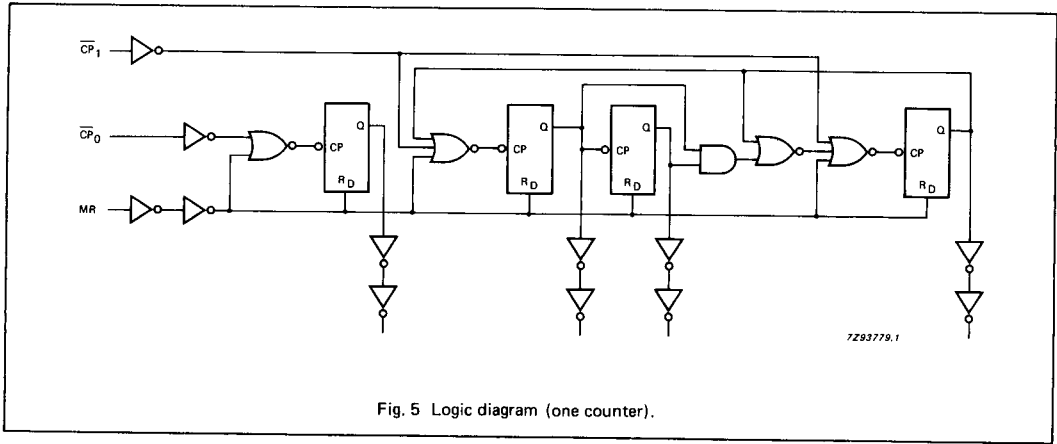 CP1
CP0
MR
Q
CP
RD
Q
CP
RD
Q
CP
RD
Q
CP
RD
7Z93779.1
Fig. 5 Logic diagram (one counter).